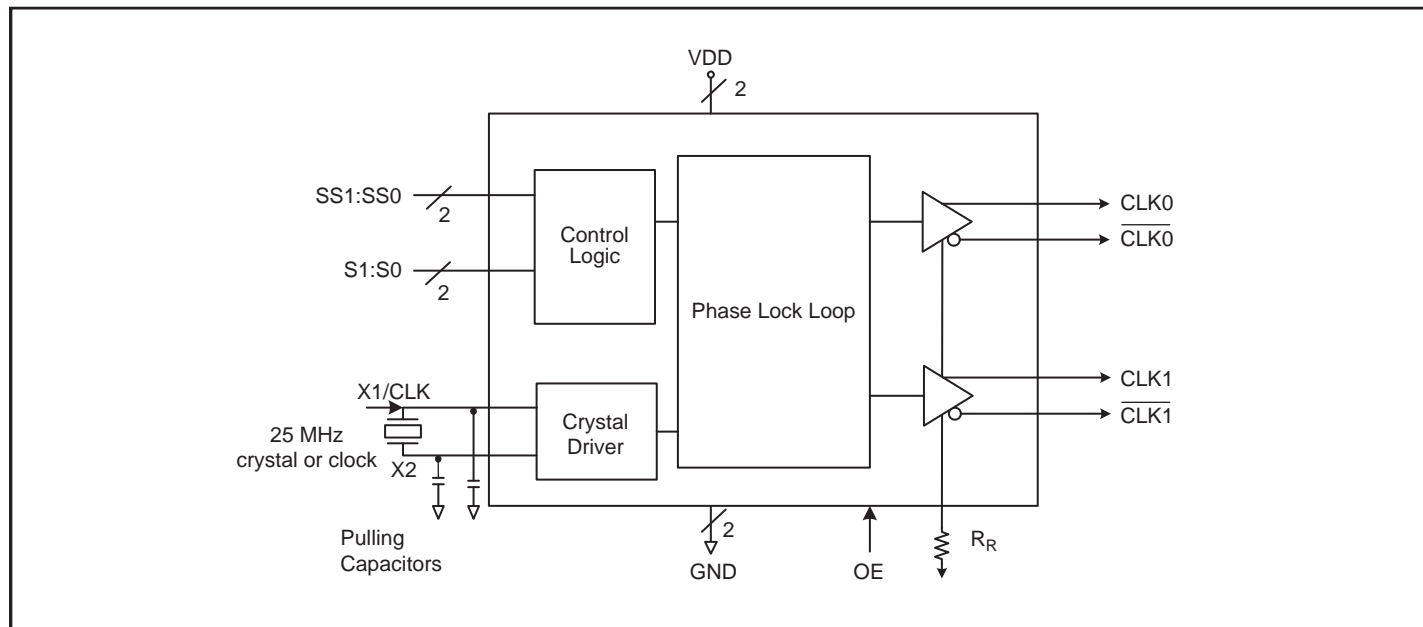 VDD
2
SS1:SS0
2
S1:S0
2
Control
Logic
Phase Lock Loop
CLK0
CLK0
X1/CLK
25 MHz
crystal or clock
X2
Crystal
Driver
CLK1
CLK1
Pulling
Capacitors
2
GND
OE
RR